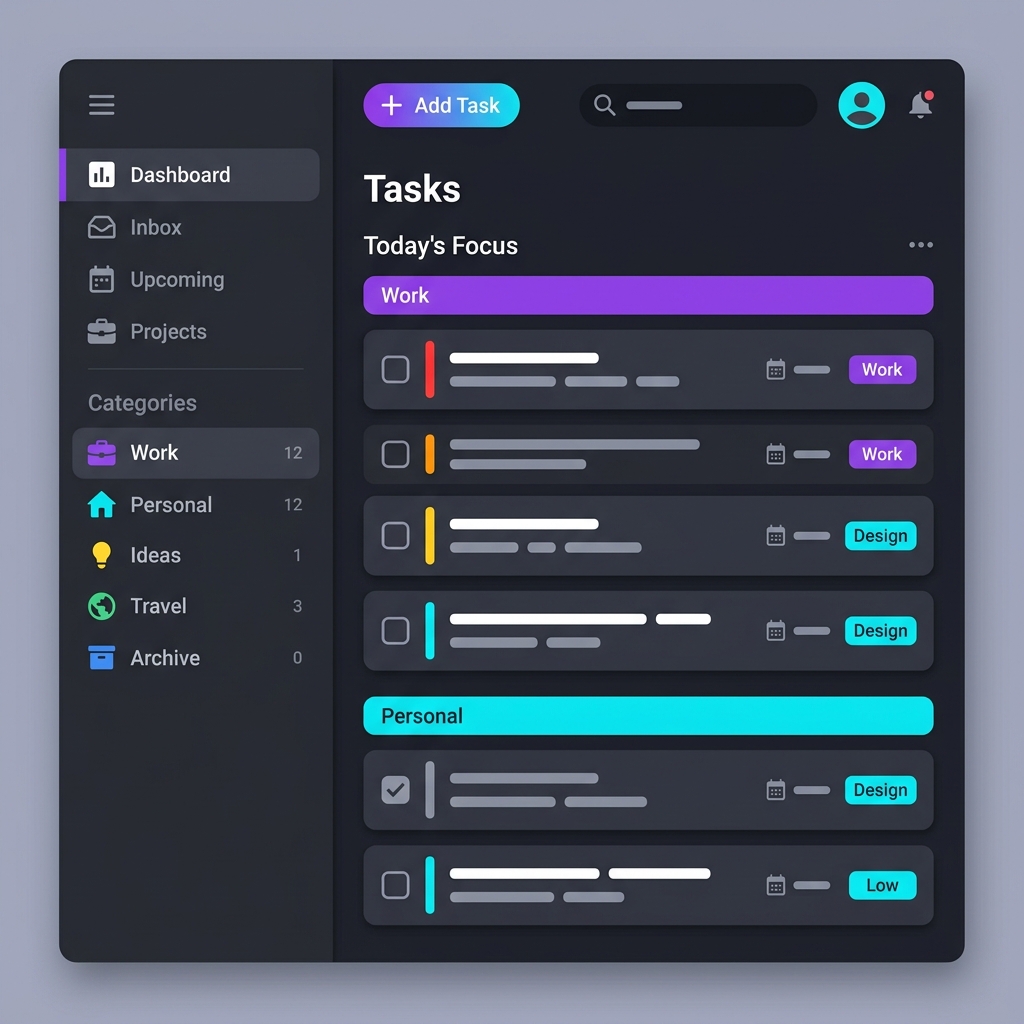 Dashboard
Inbox
Upcoming
Projects
Categories
Work 12
Personal 12
Ideas 1
Travel 3
Archive 0
+ Add Task
Tasks
Today's Focus
Work
Work
Work
Design
Design
Personal
Design
Low